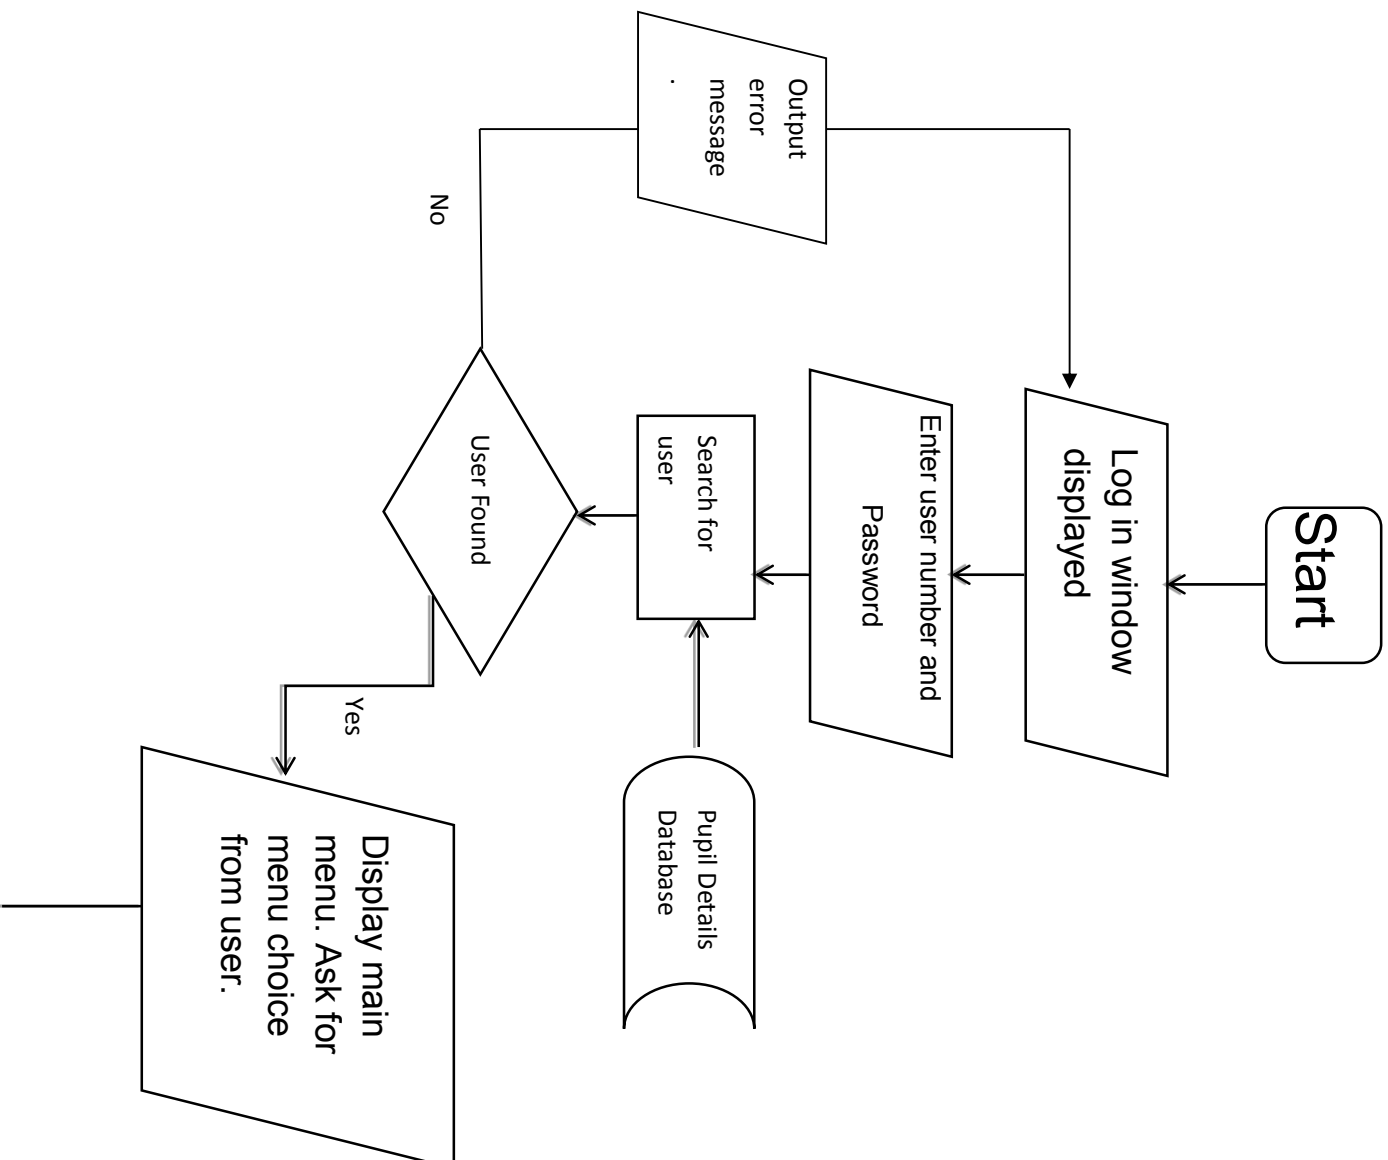 Start
Log in window
displayed
Enter user number and
Password
Search for
user
Pupil Details
Database
User Found
No
Output
error
message
.
Yes
Display main
menu. Ask for
menu choice
from user.